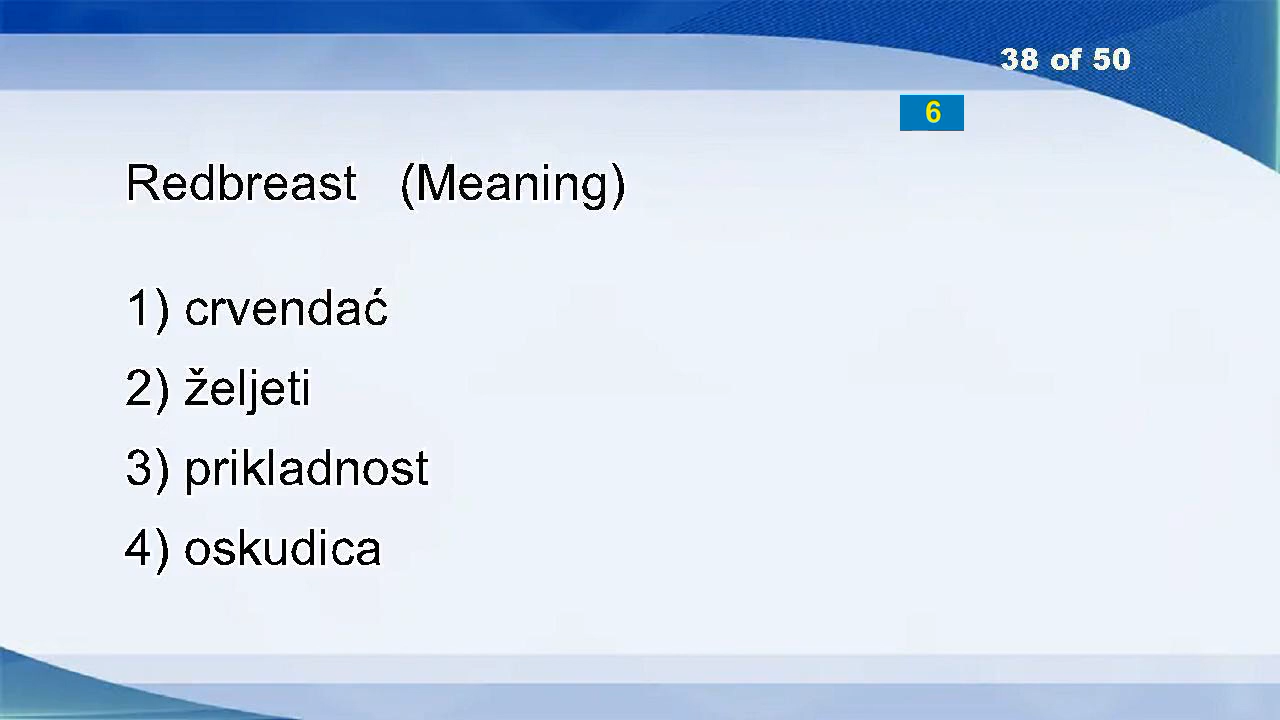 38 of 50
6
Redbreast (Meaning)
1) crvendać
2) željeti
3) prikladnost
4) oskudica